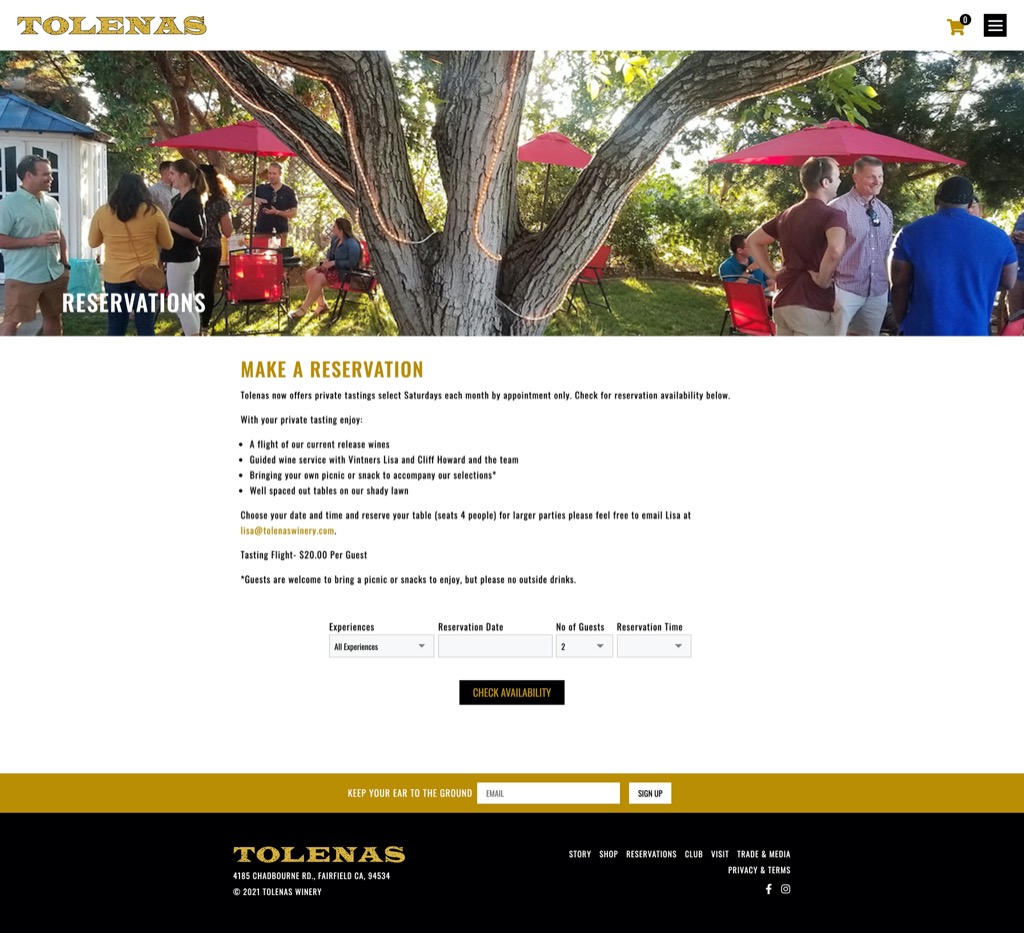 TOLENAS
0
RESERVATIONS
MAKE A RESERVATION
Tolenas now offers private tastings select Saturdays each month by appointment only. Check for reservation availability below.
With your private tasting enjoy:
• A flight of our current release wines
• Guided wine service with Vintners Lisa and Cliff Howard and the team
• Bringing your own picnic or snack to accompany our selections*
• Well spaced out tables on our shady lawn
Choose your date and time and reserve your table (seats 4 people) for larger parties please feel free to email Lisa at
lisa@tolenaswinery.com.
Tasting Flight- $20.00 Per Guest
*Guests are welcome to bring a picnic or snacks to enjoy, but please no outside drinks.
Experiences Reservation Date No of Guests Reservation Time
All Experiences 2
CHECK AVAILABILITY
KEEP YOUR EAR TO THE GROUND EMAIL SIGN UP
TOLENAS
4185 CHADBOURNE RD., FAIRFIELD CA, 94534
© 2021 TOLENAS WINERY
STORY SHOP RESERVATIONS CLUB VISIT TRADE & MEDIA
PRIVACY & TERMS